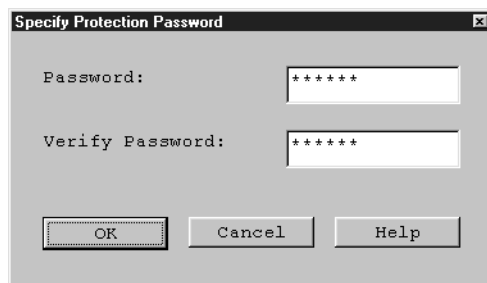 Specify Protection Password
Password: ******
Verify Password: ******
OK Cancel Help